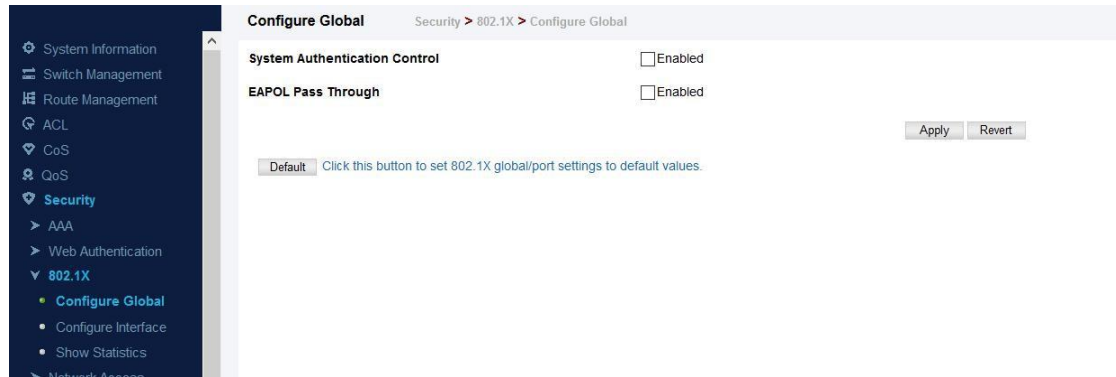 Configure Global
Security > 802.1X > Configure Global
System Information
Switch Management
Route Management
ACL
CoS
QoS
Security
AAA
Web Authentication
802.1X
Configure Global
Configure Interface
Show Statistics
Network Access
System Authentication Control
Enabled
EAPOL Pass Through
Enabled
Apply
Revert
Default
Click this button to set 802.1X global/port settings to default values.